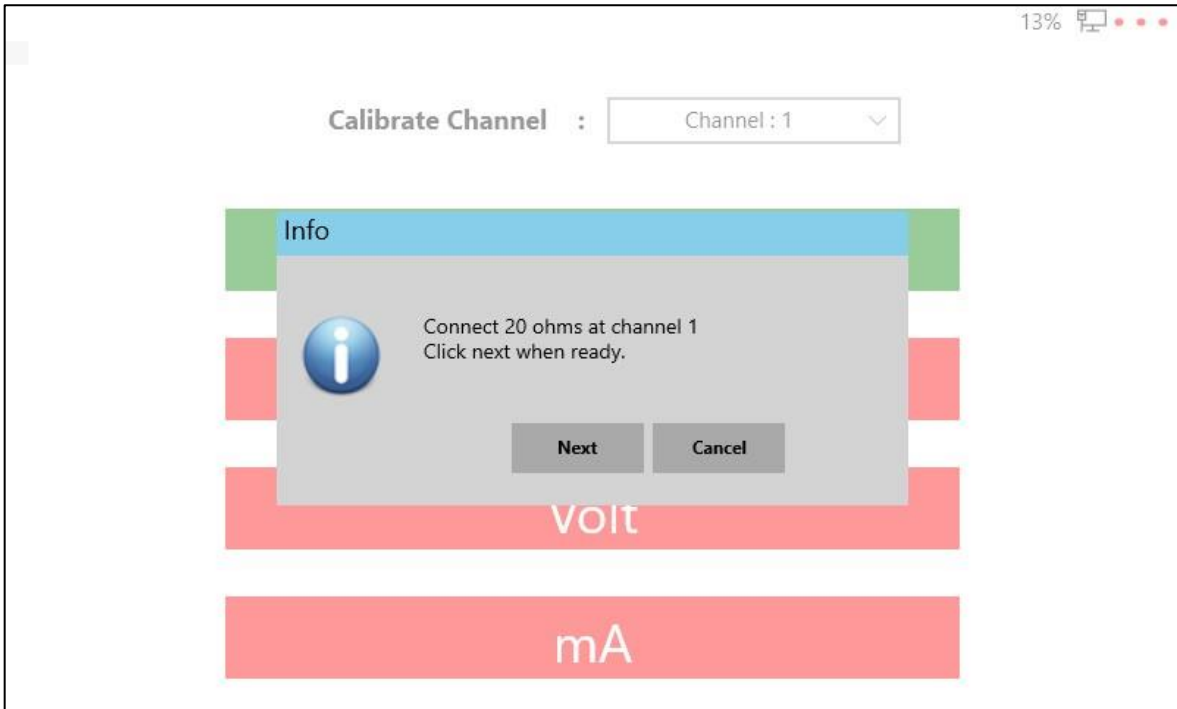 13%
Calibrate Channel : Channel : 1
Info
Connect 20 ohms at channel 1
Click next when ready.
Next Cancel
Volt
mA